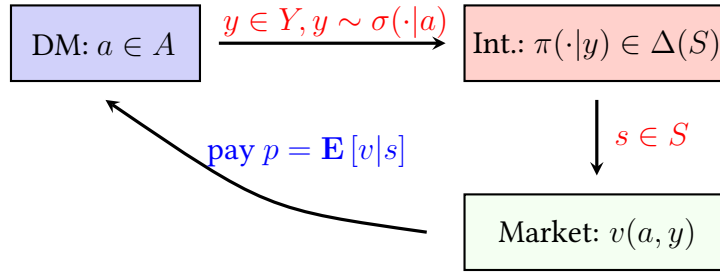 DM: a ∈ A
y ∈ Y, y ∼ σ(·|a)
Int.: π(·|y) ∈ Δ(S)
s ∈ S
pay p = E [v|s]
Market: v(a, y)